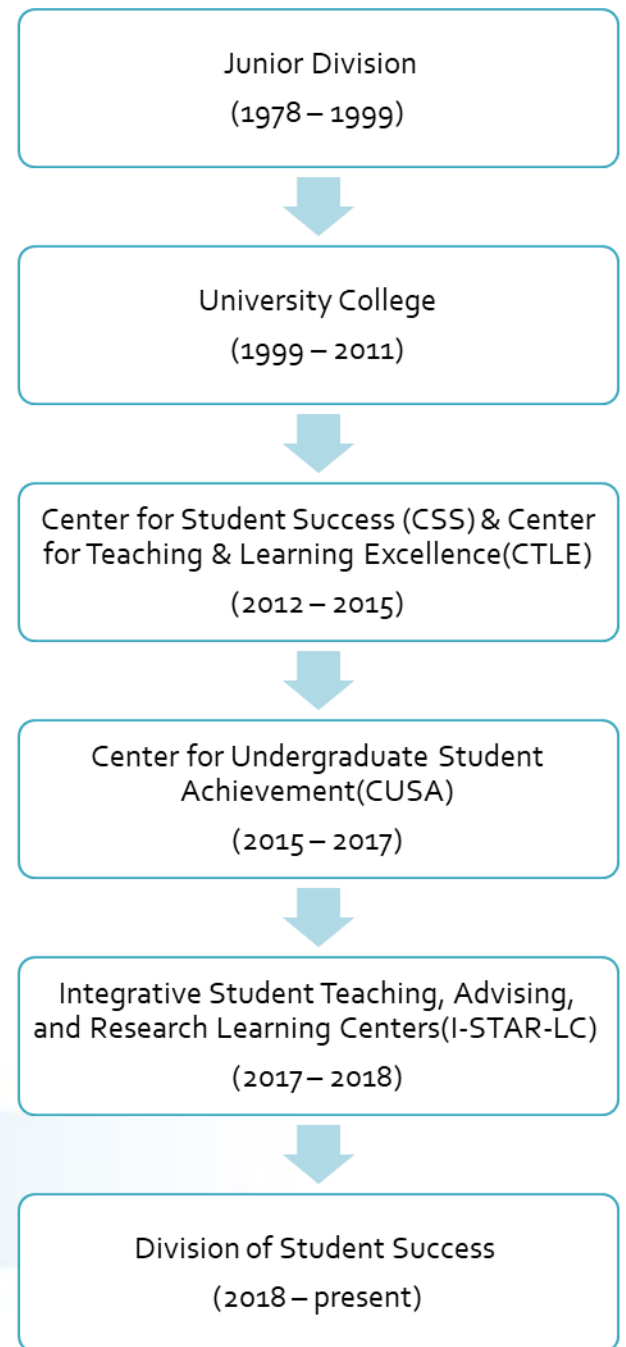 Junior Division
(1978 – 1999)
University College
(1999 – 2011)
Center for Student Success (CSS) & Center
for Teaching & Learning Excellence(CTLE)
(2012 – 2015)
Center for Undergraduate Student
Achievement(CUSA)
(2015 – 2017)
Integrative Student Teaching, Advising,
and Research Learning Centers(I-STAR-LC)
(2017 – 2018)
Division of Student Success
(2018 – present)